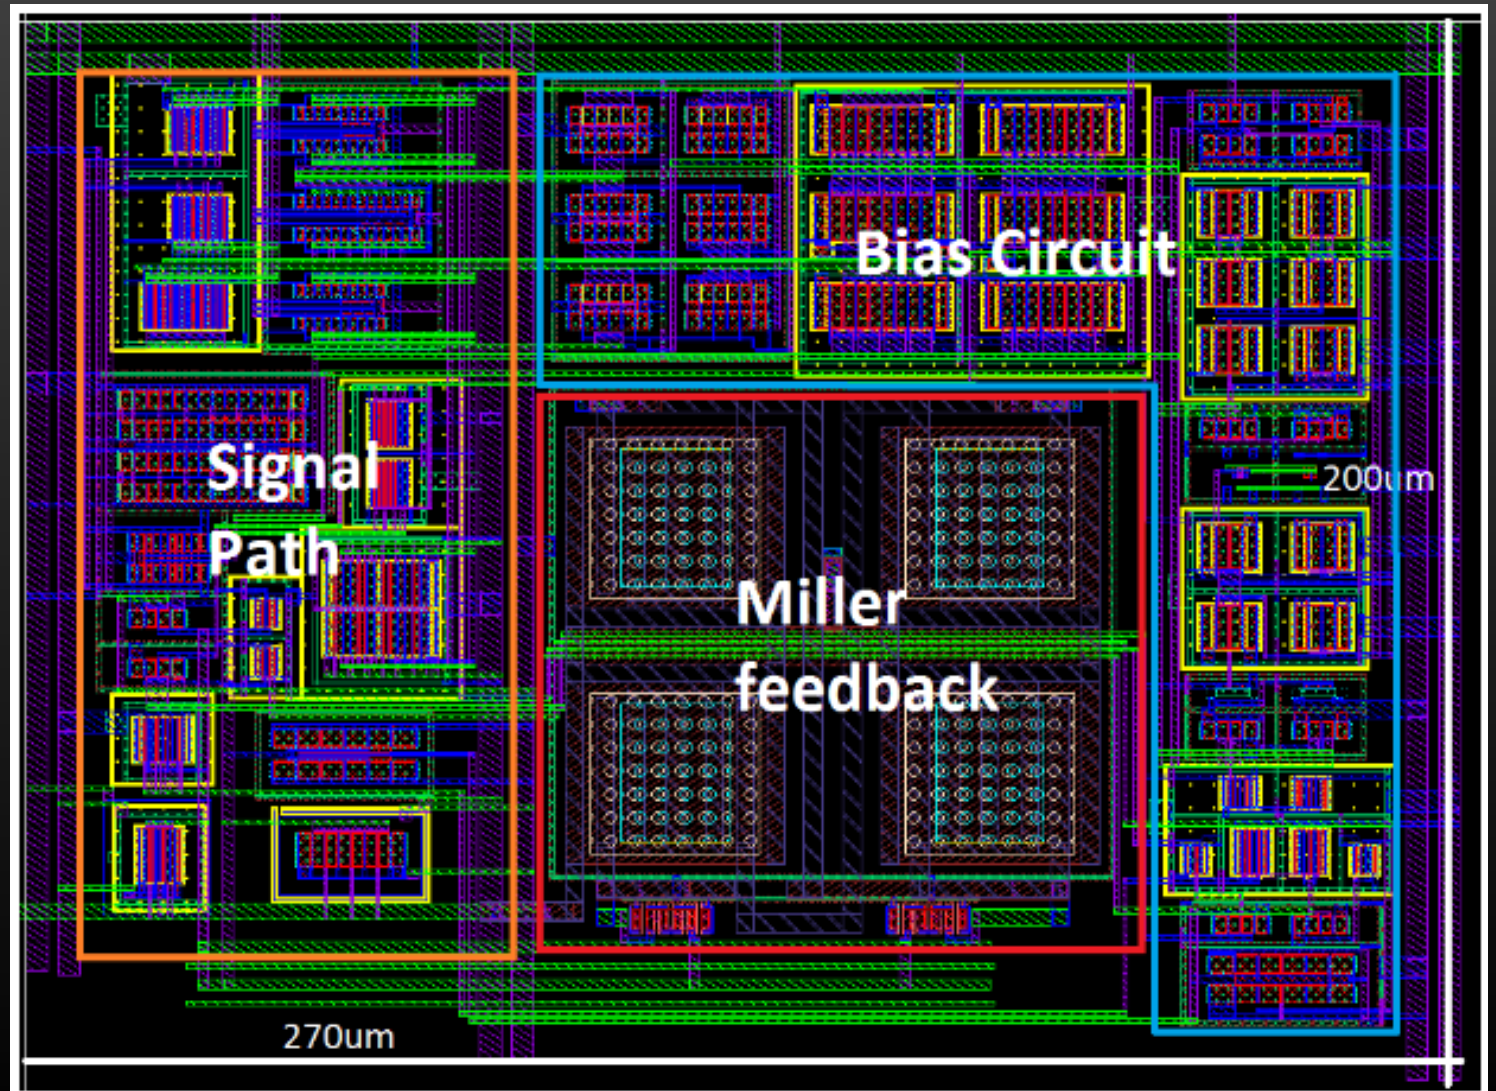 Bias Circuit
Signal
Path
200um
Miller
feedback
270um